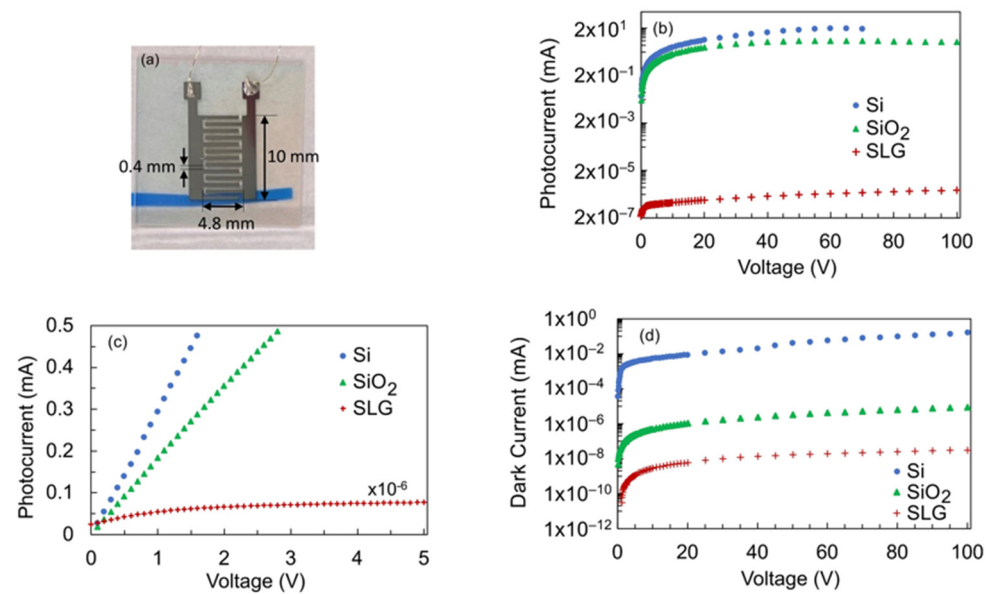 (a)
0.4 mm
10 mm
4.8 mm
(b)
Photocurrent (mA)
2x10¹
2x10⁻¹
2x10⁻³
2x10⁻⁵
2x10⁻⁷
Si
SiO₂
SLG
0 20 40 60 80 100
Voltage (V)
(c)
Photocurrent (mA)
0.5
0.4
0.3
0.2
0.1
0
Si
SiO₂
SLG
x10⁻⁶
0 1 2 3 4 5
Voltage (V)
(d)
Dark Current (mA)
1x10⁰
1x10⁻²
1x10⁻⁴
1x10⁻⁶
1x10⁻⁸
1x10⁻¹⁰
1x10⁻¹²
Si
SiO₂
SLG
0 20 40 60 80 100
Voltage (V)